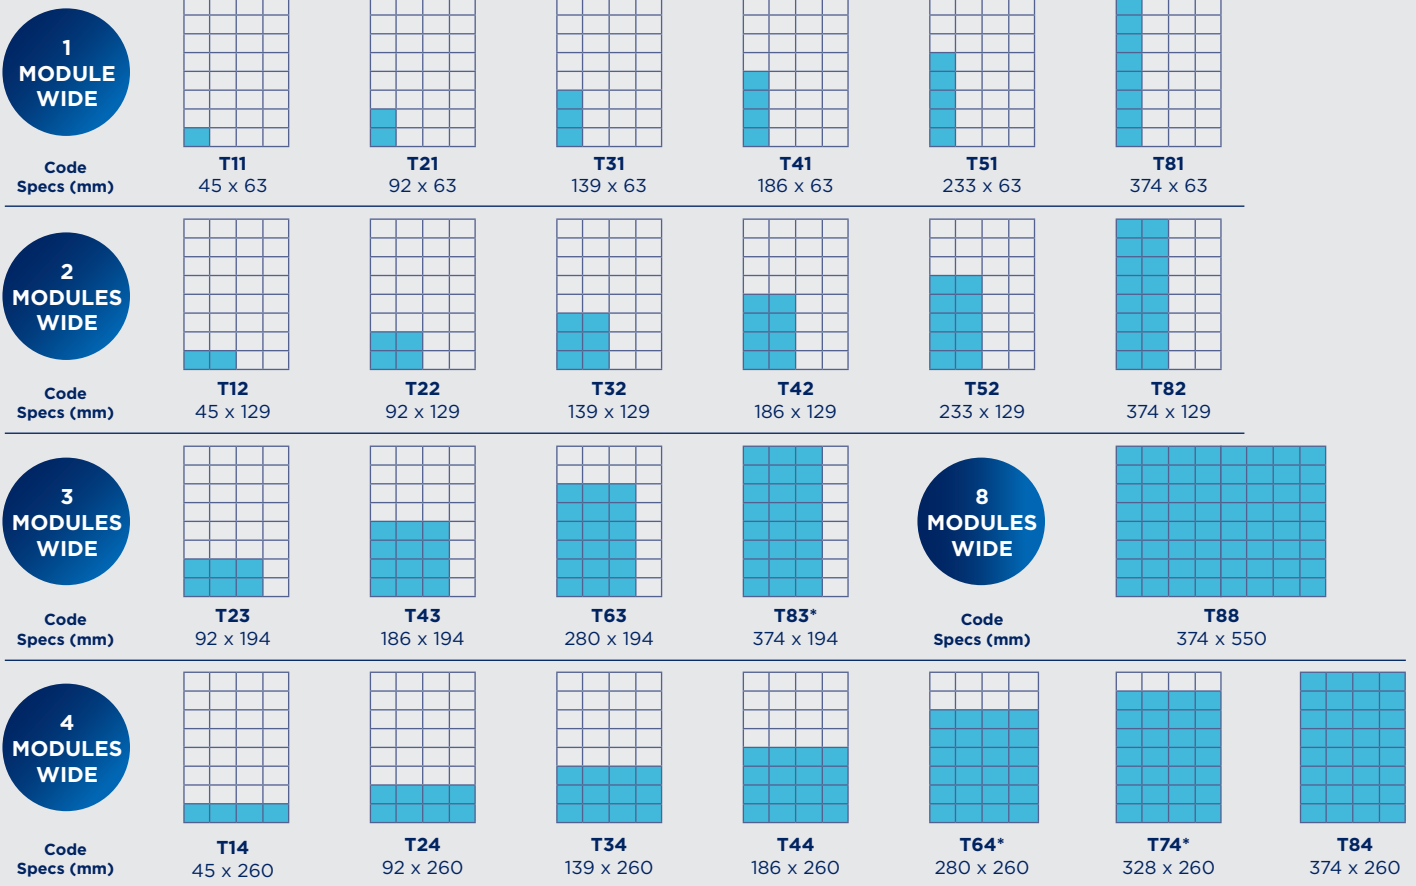 1
MODULE
WIDE
Code
Specs (mm)
T11
45 x 63
T21
92 x 63
T31
139 x 63
T41
186 x 63
T51
233 x 63
T81
374 x 63
2
MODULES
WIDE
Code
Specs (mm)
T12
45 x 129
T22
92 x 129
T32
139 x 129
T42
186 x 129
T52
233 x 129
T82
374 x 129
3
MODULES
WIDE
Code
Specs (mm)
T23
92 x 194
T43
186 x 194
T63
280 x 194
T83*
374 x 194
8
MODULES
WIDE
Code
Specs (mm)
T88
374 x 550
4
MODULES
WIDE
Code
Specs (mm)
T14
45 x 260
T24
92 x 260
T34
139 x 260
T44
186 x 260
T64*
280 x 260
T74*
328 x 260
T84
374 x 260